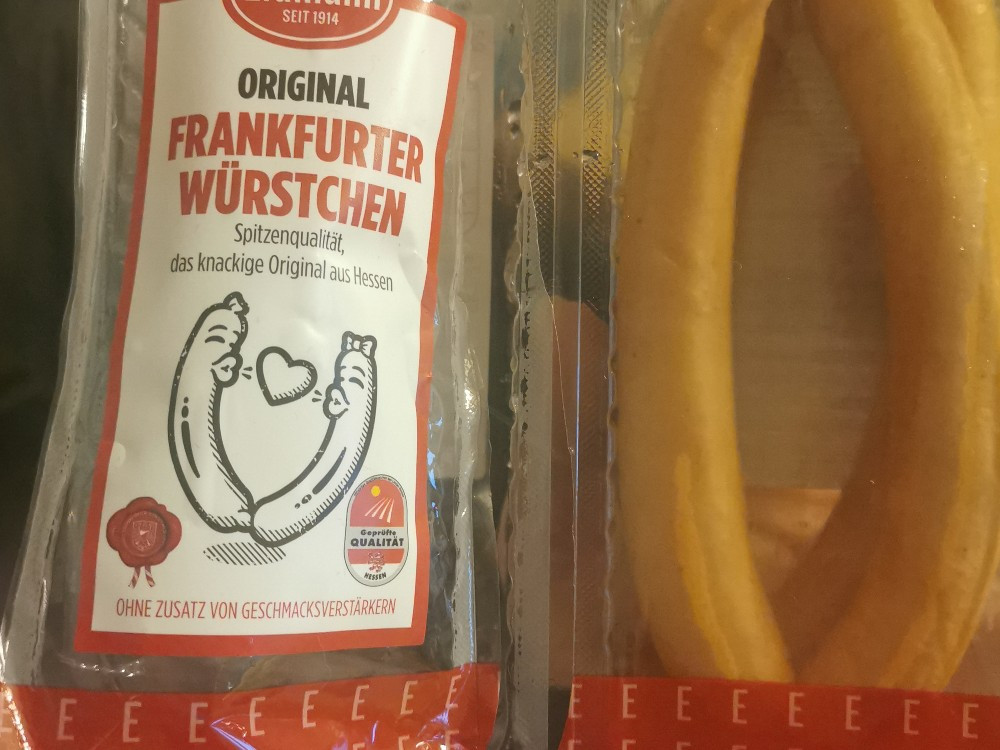 SEIT 1914
ORIGINAL
FRANKFURTER
WÜRSTCHEN
Spitzenqualität,
das knackige Original aus Hessen
Geprüfte
QUALITÄT
HESSEN
OHNE ZUSATZ VON GESCHMACKSVERSTÄRKERN
E E E E E E E E E E E E E E E